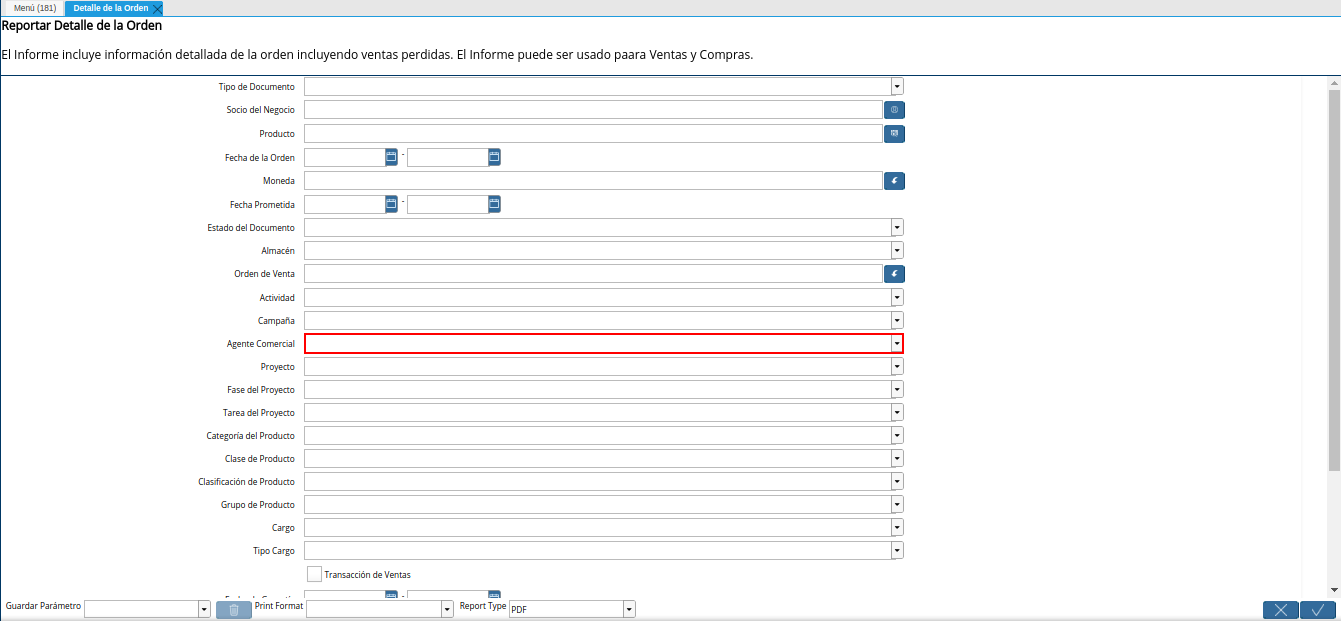 Menú (181)
Detalle de la Orden
Reportar Detalle de la Orden
El Informe incluye información detallada de la orden incluyendo ventas perdidas. El Informe puede ser usado paara Ventas y Compras.
Tipo de Documento
Socio del Negocio
Producto
Fecha de la Orden -
Moneda
Fecha Prometida -
Estado del Documento
Almacén
Orden de Venta
Actividad
Campaña
Agente Comercial
Proyecto
Fase del Proyecto
Tarea del Proyecto
Categoría del Producto
Clase de Producto
Clasificación de Producto
Grupo de Producto
Cargo
Tipo Cargo
Transacción de Ventas
Guardar Parámetro
Print Format
Report Type PDF